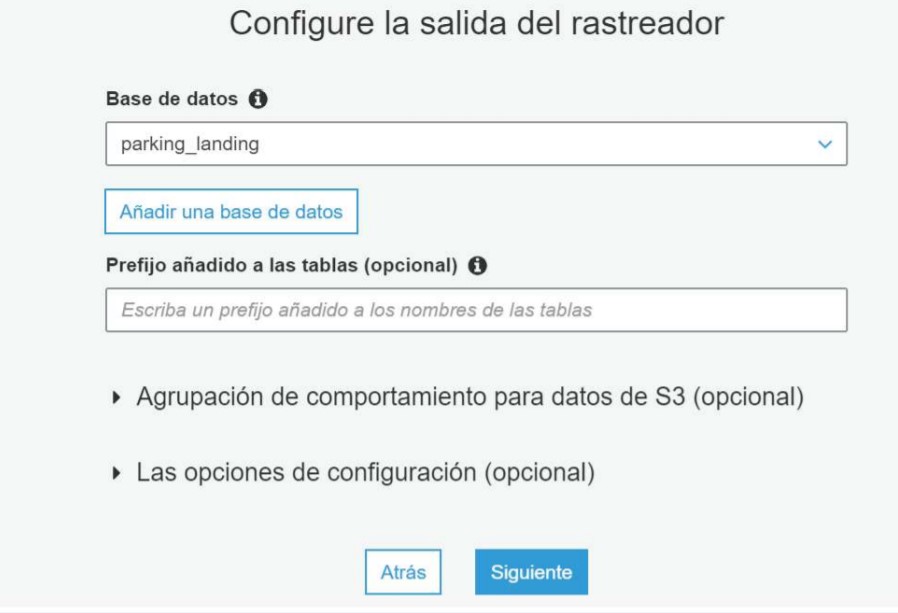 Configure la salida del rastreador
Base de datos
parking_landing
Añadir una base de datos
Prefijo añadido a las tablas (opcional)
Escriba un prefijo añadido a los nombres de las tablas
Agrupación de comportamiento para datos de S3 (opcional)
Las opciones de configuración (opcional)
Atrás
Siguiente